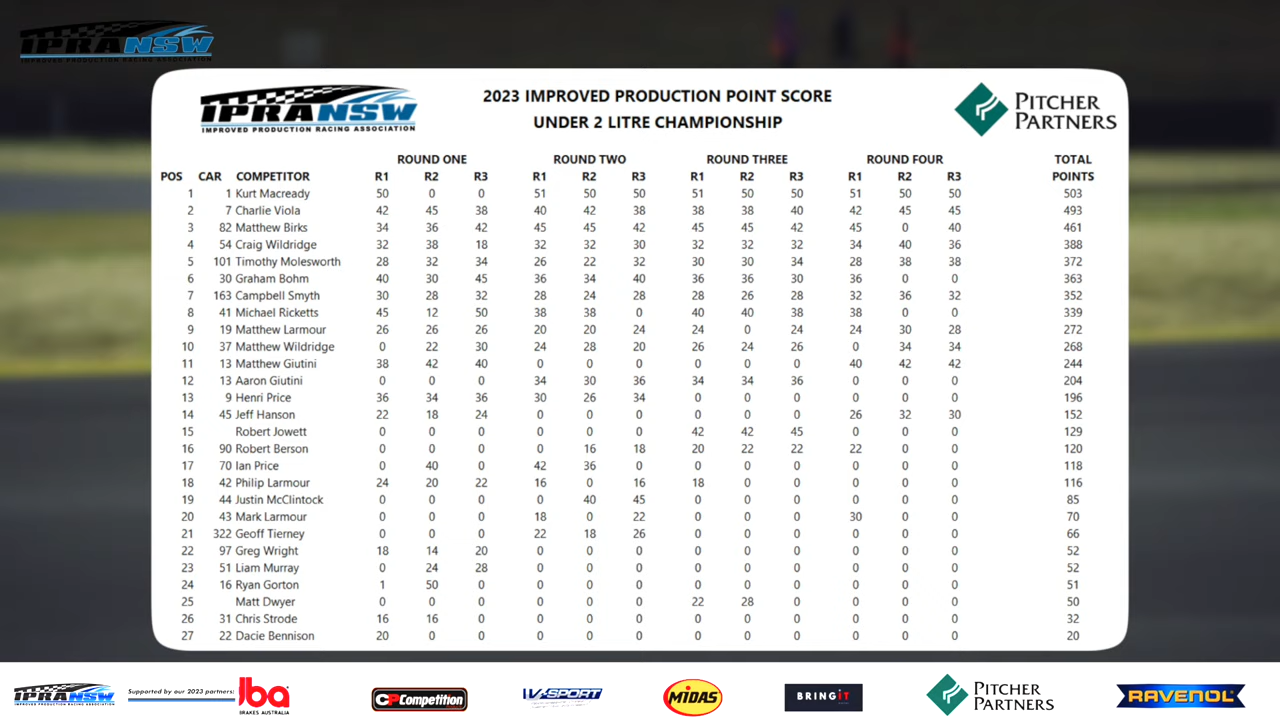 IPRANSW
IMPROVED PRODUCTION RACING ASSOCIATION
IPRANSW
IMPROVED PRODUCTION RACING ASSOCIATION
2023 IMPROVED PRODUCTION POINT SCORE
UNDER 2 LITRE CHAMPIONSHIP
PITCHER PARTNERS
ROUND ONE ROUND TWO ROUND THREE ROUND FOUR TOTAL
POS CAR COMPETITOR R1 R2 R3 R1 R2 R3 R1 R2 R3 R1 R2 R3 POINTS
1 1 Kurt Macready 50 0 0 51 50 50 51 50 50 51 50 50 503
2 7 Charlie Viola 42 45 38 40 42 38 38 38 40 42 45 45 493
3 82 Matthew Birks 34 36 42 45 45 42 45 45 42 45 0 40 461
4 54 Craig Wildridge 32 38 18 32 32 30 32 32 32 34 40 36 388
5 101 Timothy Molesworth 28 32 34 26 22 32 30 30 34 28 38 38 372
6 30 Graham Bohm 40 30 45 36 34 40 36 36 30 36 0 0 363
7 163 Campbell Smyth 30 28 32 28 24 28 28 26 28 32 36 32 352
8 41 Michael Ricketts 45 12 50 38 38 0 40 40 38 38 0 0 339
9 19 Matthew Larmour 26 26 26 20 20 24 24 0 24 24 30 28 272
10 37 Matthew Wildridge 0 22 30 24 28 20 26 24 26 0 34 34 268
11 13 Matthew Giutini 38 42 40 0 0 0 0 0 0 40 42 42 244
12 13 Aaron Giutini 0 0 0 34 30 36 34 34 36 0 0 0 204
13 9 Henri Price 36 34 36 30 26 34 0 0 0 0 0 0 196
14 45 Jeff Hanson 22 18 24 0 0 0 0 0 0 26 32 30 152
15 Robert Jowett 0 0 0 0 0 0 42 42 45 0 0 0 129
16 90 Robert Berson 0 0 0 0 16 18 20 22 22 22 0 0 120
17 70 Ian Price 0 40 0 42 36 0 0 0 0 0 0 0 118
18 42 Philip Larmour 24 20 22 16 0 16 18 0 0 0 0 0 116
19 44 Justin McClintock 0 0 0 0 40 45 0 0 0 0 0 0 85
20 43 Mark Larmour 0 0 0 18 0 22 0 0 0 30 0 0 70
21 322 Geoff Tierney 0 0 0 22 18 26 0 0 0 0 0 0 66
22 97 Greg Wright 18 14 20 0 0 0 0 0 0 0 0 0 52
23 51 Liam Murray 0 24 28 0 0 0 0 0 0 0 0 0 52
24 16 Ryan Gorton 1 50 0 0 0 0 0 0 0 0 0 0 51
25 Matt Dwyer 0 0 0 0 0 0 22 28 0 0 0 0 50
26 31 Chris Strode 16 16 0 0 0 0 0 0 0 0 0 0 32
27 22 Dacie Bennison 20 0 0 0 0 0 0 0 0 0 0 0 20
IPRANSW Supported by our 2023 partners: Jba BRAKES AUSTRALIA CP Competition WASPORT MiDAS BRINGIT PITCHER PARTNERS RAVENOL